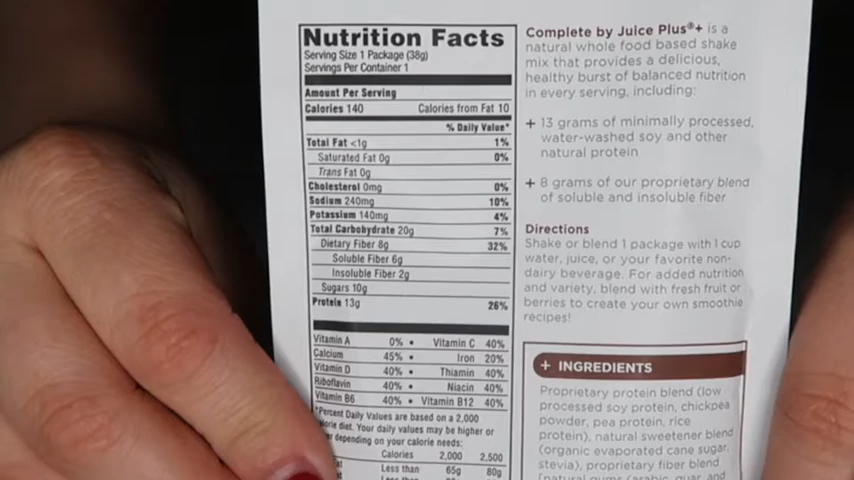 Nutrition Facts
Serving Size 1 Package (38g)
Servings Per Container 1
Amount Per Serving
Calories 140 Calories from Fat 10
% Daily Value*
Total Fat <1g 1%
Saturated Fat 0g 0%
Trans Fat 0g
Cholesterol 0mg 0%
Sodium 240mg 10%
Potassium 140mg 4%
Total Carbohydrate 20g 7%
Dietary Fiber 8g 32%
Soluble Fiber 6g
Insoluble Fiber 2g
Sugars 10g
Protein 13g 26%
Vitamin A 0% • Vitamin C 40%
Calcium 45% • Iron 20%
Vitamin D 40% • Thiamin 40%
Riboflavin 40% • Niacin 40%
Vitamin B6 40% • Vitamin B12 40%
*Percent Daily Values are based on a 2,000
calorie diet. Your daily values may be higher
depending on your calorie needs:
Calories 2,000 2,500
Less than 65g 80g
Complete by Juice Plus®+ is a
natural whole food based shake
mix that provides a delicious,
healthy burst of balanced nutrition
in every serving, including:
+ 13 grams of minimally processed,
water-washed soy and other
natural protein
+ 8 grams of our proprietary blend
of soluble and insoluble fiber
Directions
Shake or blend 1 package with 1 cup
water, juice, or your favorite non-
dairy beverage. For added nutrition
and variety, blend with fresh fruit or
berries to create your own smoothie
recipes!
+ INGREDIENTS
Proprietary protein blend (low
processed soy protein, chickpea
powder, pea protein, rice
protein), natural sweetener blend
(organic evaporated cane sugar,
stevia), proprietary fiber blend
(natural gums (arabic, guar and